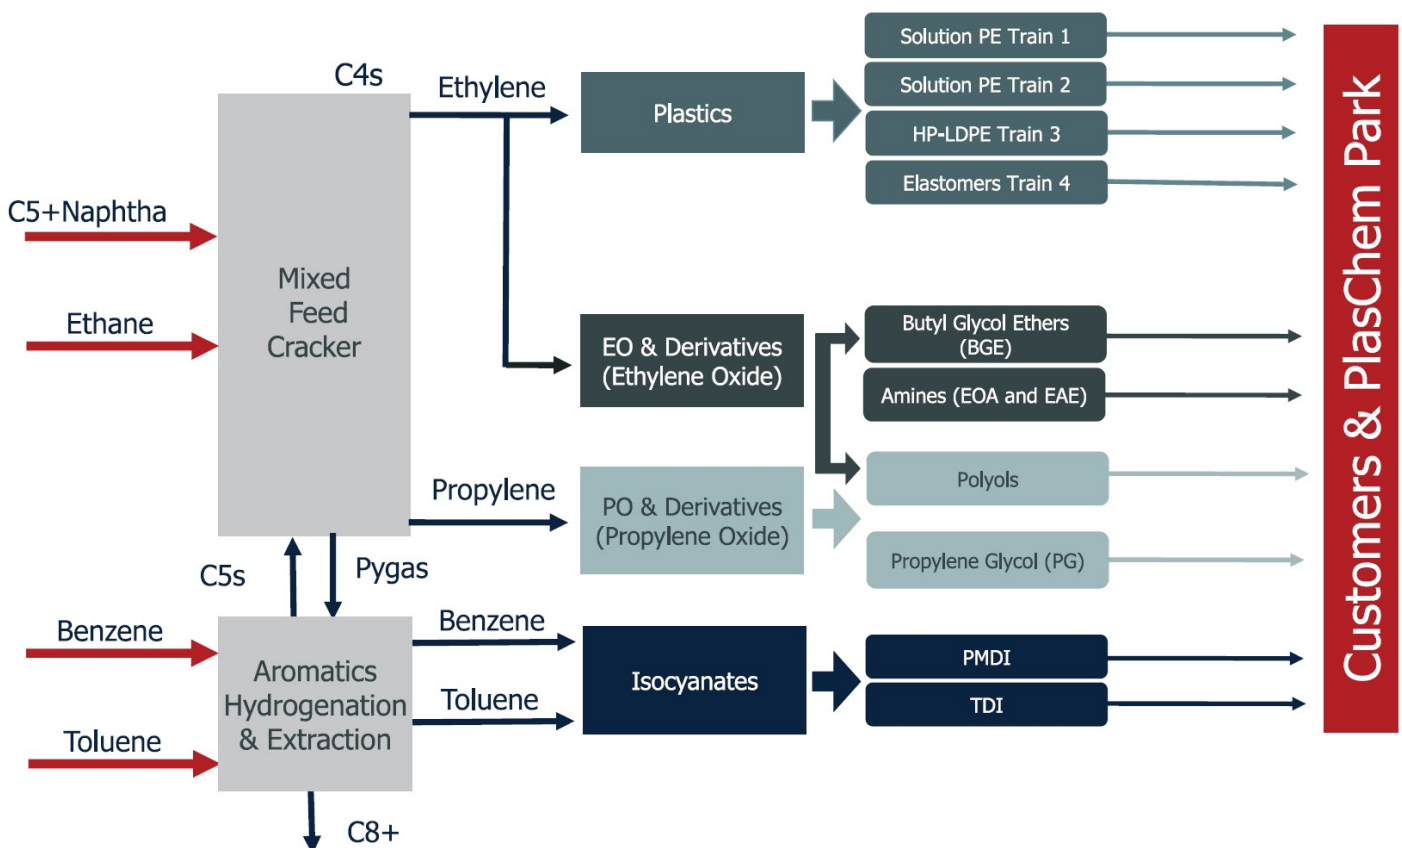 Solution PE Train 1
C4s
Ethylene
Solution PE Train 2
Plastics
HP-LDPE Train 3
Elastomers Train 4
C5+Naphtha
Mixed
Feed
Cracker
Ethane
Butyl Glycol Ethers
(BGE)
EO & Derivatives
(Ethylene Oxide)
Amines (EOA and EAE)
Propylene
Polyols
PO & Derivatives
(Propylene Oxide)
Propylene Glycol (PG)
C5s
Pygas
Benzene
Benzene
Aromatics
Hydrogenation
& Extraction
Isocyanates
PMDI
Toluene
TDI
Toluene
C8+
Customers & PlasChem Park